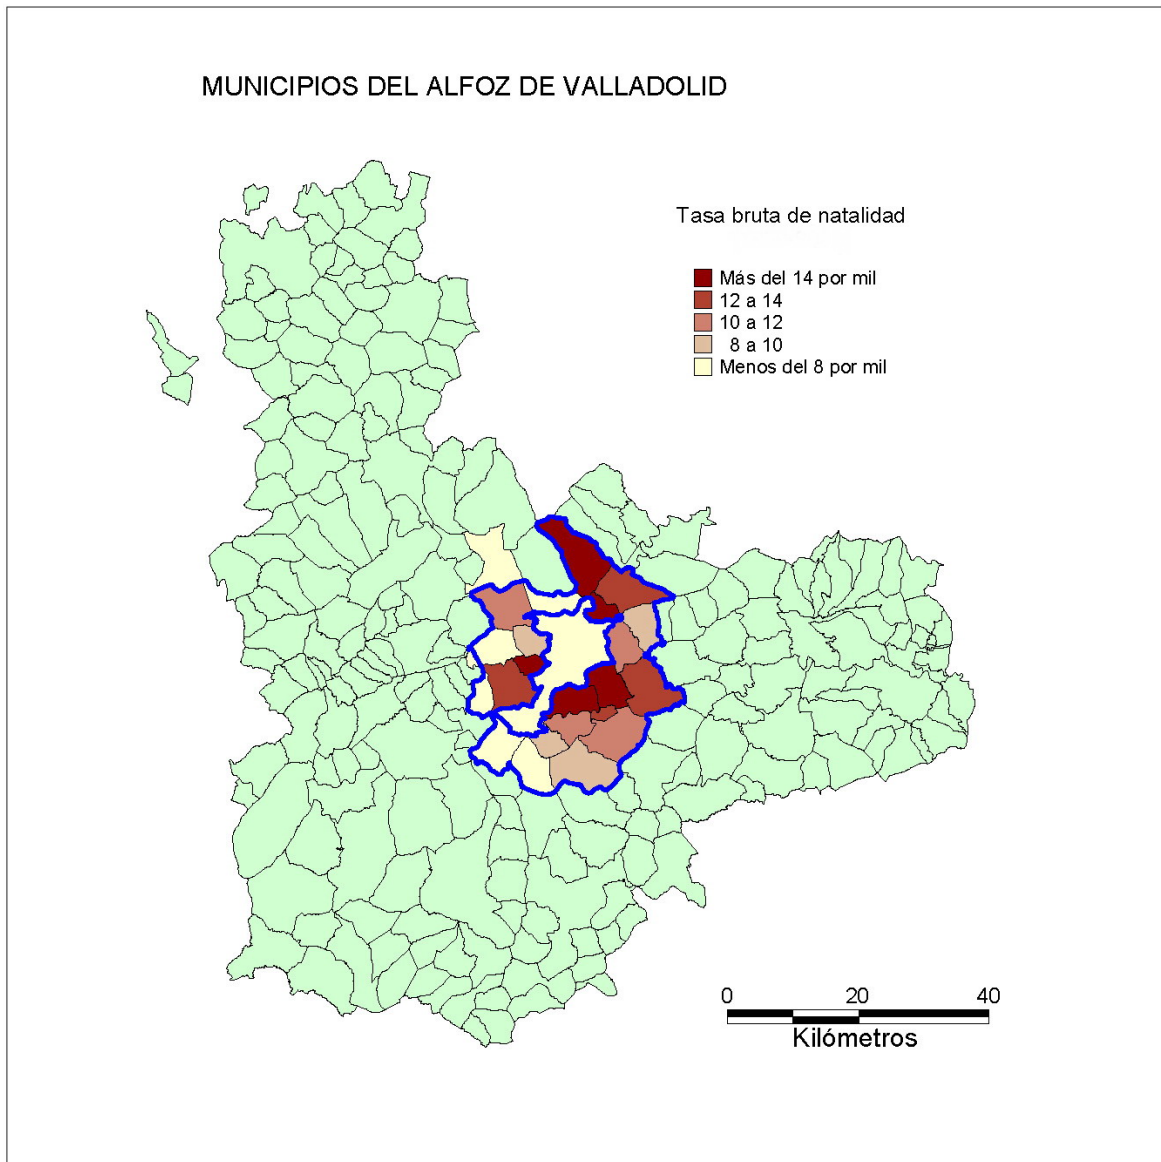 MUNICIPIOS DEL ALFOZ DE VALLADOLID
Tasa bruta de natalidad
Más del 14 por mil
12 a 14
10 a 12
8 a 10
Menos del 8 por mil
0 20 40
Kilómetros